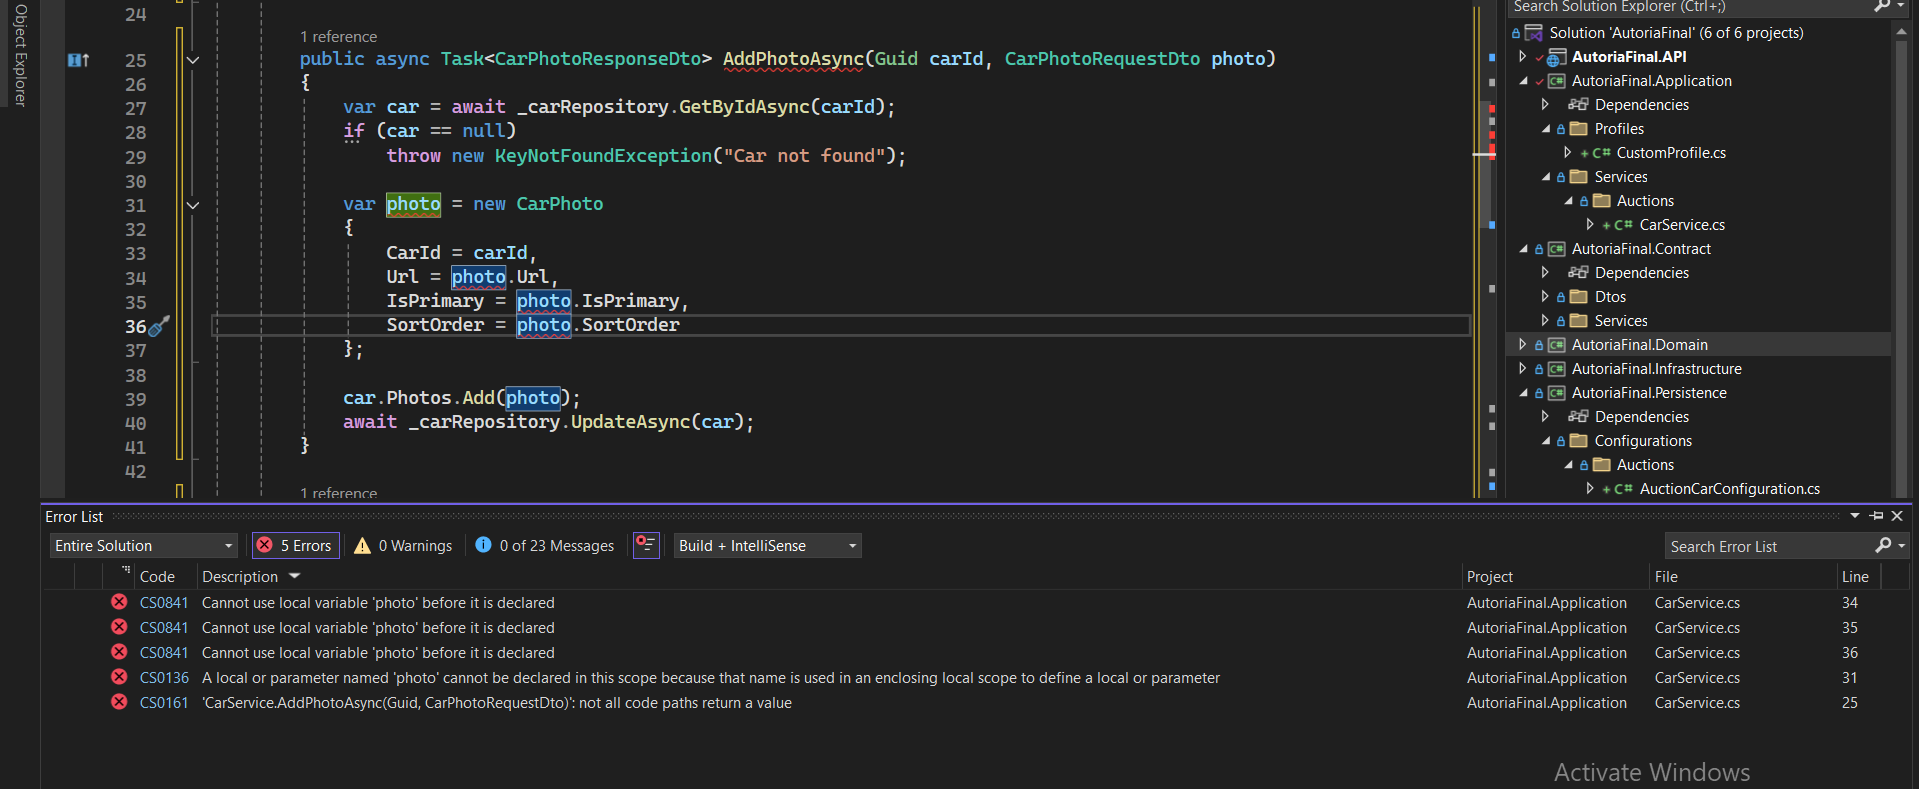 Object Explorer
24
1 reference
25 public async Task<CarPhotoResponseDto> AddPhotoAsync(Guid carId, CarPhotoRequestDto photo)
26 {
27 var car = await _carRepository.GetByIdAsync(carId);
28 if (car == null)
29 throw new KeyNotFoundException("Car not found");
30
31 var photo = new CarPhoto
32 {
33 CarId = carId,
34 Url = photo.Url,
35 IsPrimary = photo.IsPrimary,
36 SortOrder = photo.SortOrder
37 };
38
39 car.Photos.Add(photo);
40 await _carRepository.UpdateAsync(car);
41 }
42
1 reference
Search Solution Explorer (Ctrl+;)
Solution 'AutoriaFinal' (6 of 6 projects)
AutoriaFinal.API
AutoriaFinal.Application
Dependencies
Profiles
C# CustomProfile.cs
Services
Auctions
C# CarService.cs
AutoriaFinal.Contract
Dependencies
Dtos
Services
AutoriaFinal.Domain
AutoriaFinal.Infrastructure
AutoriaFinal.Persistence
Dependencies
Configurations
Auctions
C# AuctionCarConfiguration.cs
Error List
Entire Solution 5 Errors 0 Warnings 0 of 23 Messages Build + IntelliSense Search Error List
Code Description Project File Line
CS0841 Cannot use local variable 'photo' before it is declared AutoriaFinal.Application CarService.cs 34
CS0841 Cannot use local variable 'photo' before it is declared AutoriaFinal.Application CarService.cs 35
CS0841 Cannot use local variable 'photo' before it is declared AutoriaFinal.Application CarService.cs 36
CS0136 A local or parameter named 'photo' cannot be declared in this scope because that name is used in an enclosing local scope to define a local or parameter AutoriaFinal.Application CarService.cs 31
CS0161 'CarService.AddPhotoAsync(Guid, CarPhotoRequestDto)': not all code paths return a value AutoriaFinal.Application CarService.cs 25
Activate Windows